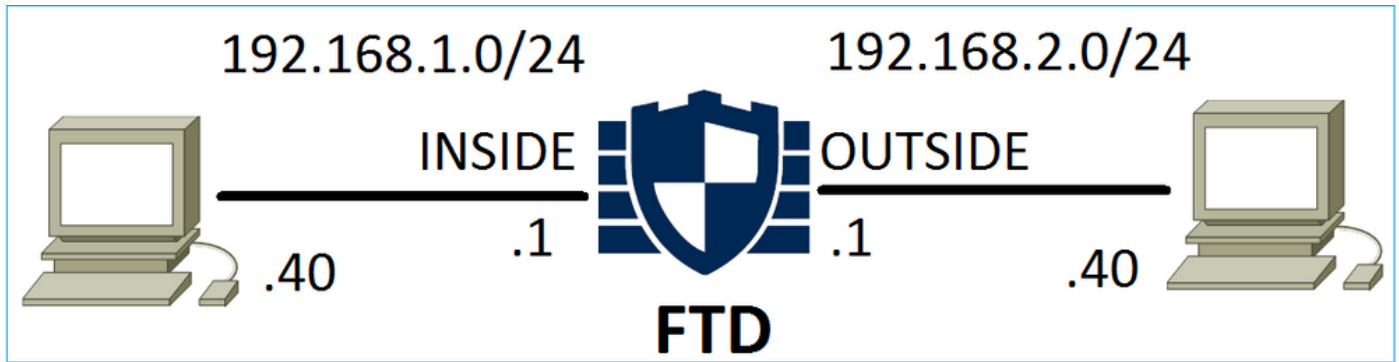 192.168.1.0/24
192.168.2.0/24
INSIDE
OUTSIDE
.40
.1
.1
.40
FTD